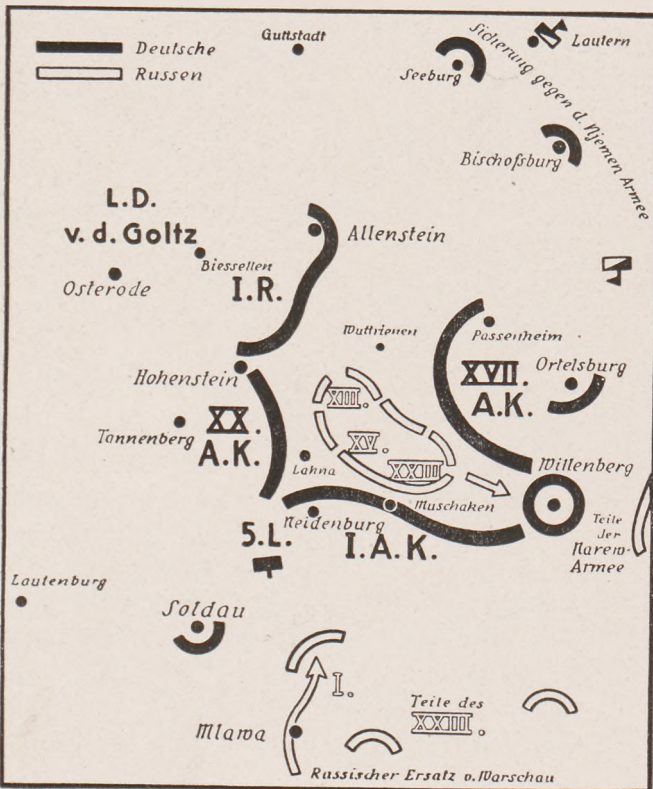 Deutsche
Russen
Guttstadt
Seeburg
Lautern
Sicherung gegen d. Njemen Armee
Bischofsburg
L.D.
v. d. Goltz
Biessellen
Osterode
I.R.
Allenstein
Wuttrienen
Passenheim
XVII.
A.K.
Ortelsburg
Hohenstein
XX.
A.K.
Tannenberg
XIII.
XV.
XXIII
Lahna
Willenberg
Muschaken
Neidenburg
5.L.
I.A.K.
Teile
der
Narew-
Armee
Lautenburg
Soldau
I.
Teile des
XXIII.
Mlawa
Russischer Ersatz v. Warschau